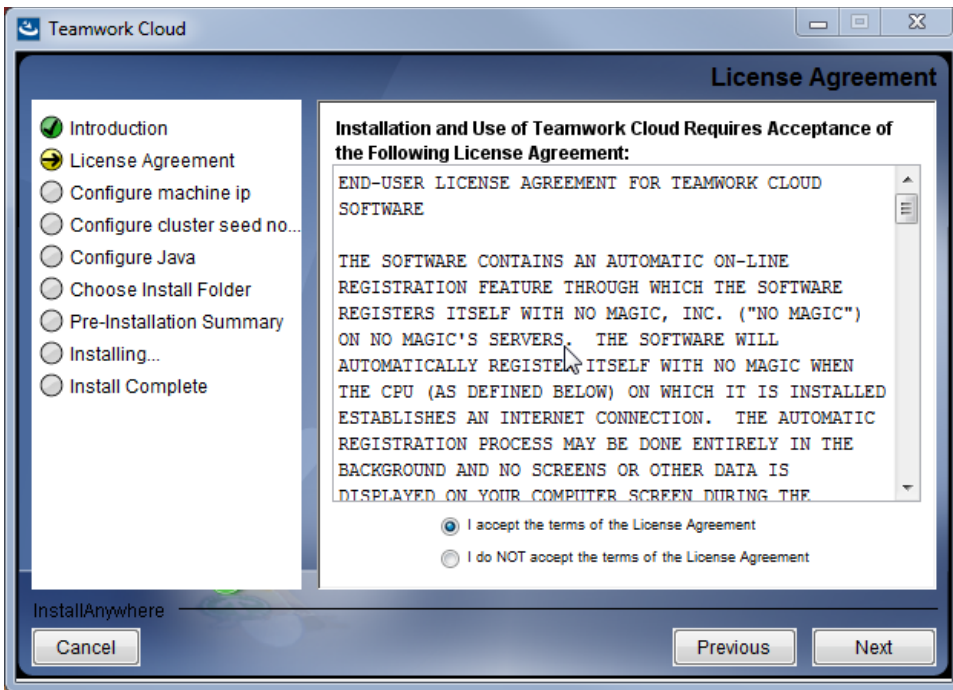 Teamwork Cloud
License Agreement
Introduction
License Agreement
Configure machine ip
Configure cluster seed no...
Configure Java
Choose Install Folder
Pre-Installation Summary
Installing...
Install Complete
Installation and Use of Teamwork Cloud Requires Acceptance of
the Following License Agreement:
END-USER LICENSE AGREEMENT FOR TEAMWORK CLOUD
SOFTWARE
THE SOFTWARE CONTAINS AN AUTOMATIC ON-LINE
REGISTRATION FEATURE THROUGH WHICH THE SOFTWARE
REGISTERS ITSELF WITH NO MAGIC, INC. ("NO MAGIC")
ON NO MAGIC'S SERVERS.  THE SOFTWARE WILL
AUTOMATICALLY REGISTER ITSELF WITH NO MAGIC WHEN
THE CPU (AS DEFINED BELOW) ON WHICH IT IS INSTALLED
ESTABLISHES AN INTERNET CONNECTION.  THE AUTOMATIC
REGISTRATION PROCESS MAY BE DONE ENTIRELY IN THE
BACKGROUND AND NO SCREENS OR OTHER DATA IS
DISPLAYED ON YOUR COMPUTER SCREEN DURING THE
I accept the terms of the License Agreement
I do NOT accept the terms of the License Agreement
InstallAnywhere
Cancel
Previous
Next